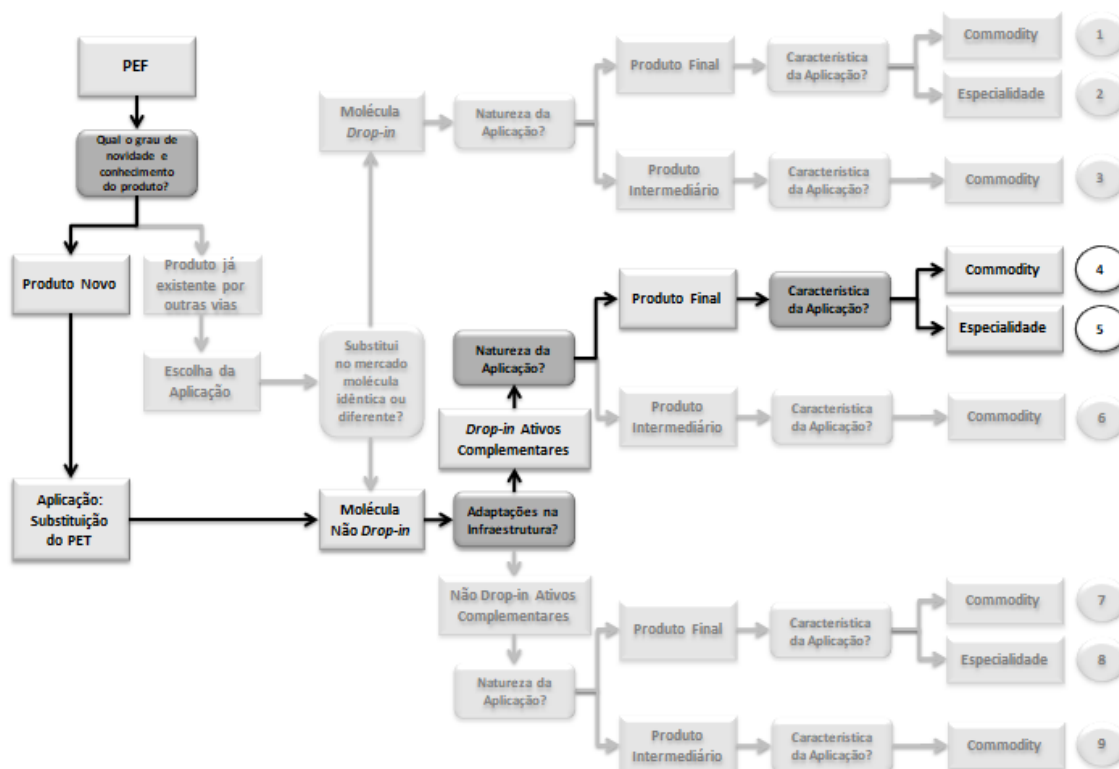 PEF
Qual o grau de
novidade e
conhecimento
do produto?
Produto Novo
Produto já
existente por
outras vias
Escolha da
Aplicação
Aplicação:
Substituição
do PET
Molécula
Drop-in
Substitui
no mercado
molécula
idêntica ou
diferente?
Molécula
Não Drop-in
Natureza da
Aplicação?
Produto Final
Característica
da Aplicação?
Commodity
1
Especialidade
2
Produto
Intermediário
Característica
da Aplicação?
Commodity
3
Natureza da
Aplicação?
Drop-in Ativos
Complementares
Adaptações na
Infraestrutura?
Produto Final
Característica
da Aplicação?
Commodity
4
Especialidade
5
Produto
Intermediário
Característica
da Aplicação?
Commodity
6
Não Drop-in Ativos
Complementares
Natureza da
Aplicação?
Produto Final
Característica
da Aplicação?
Commodity
7
Especialidade
8
Produto
Intermediário
Característica
da Aplicação?
Commodity
9